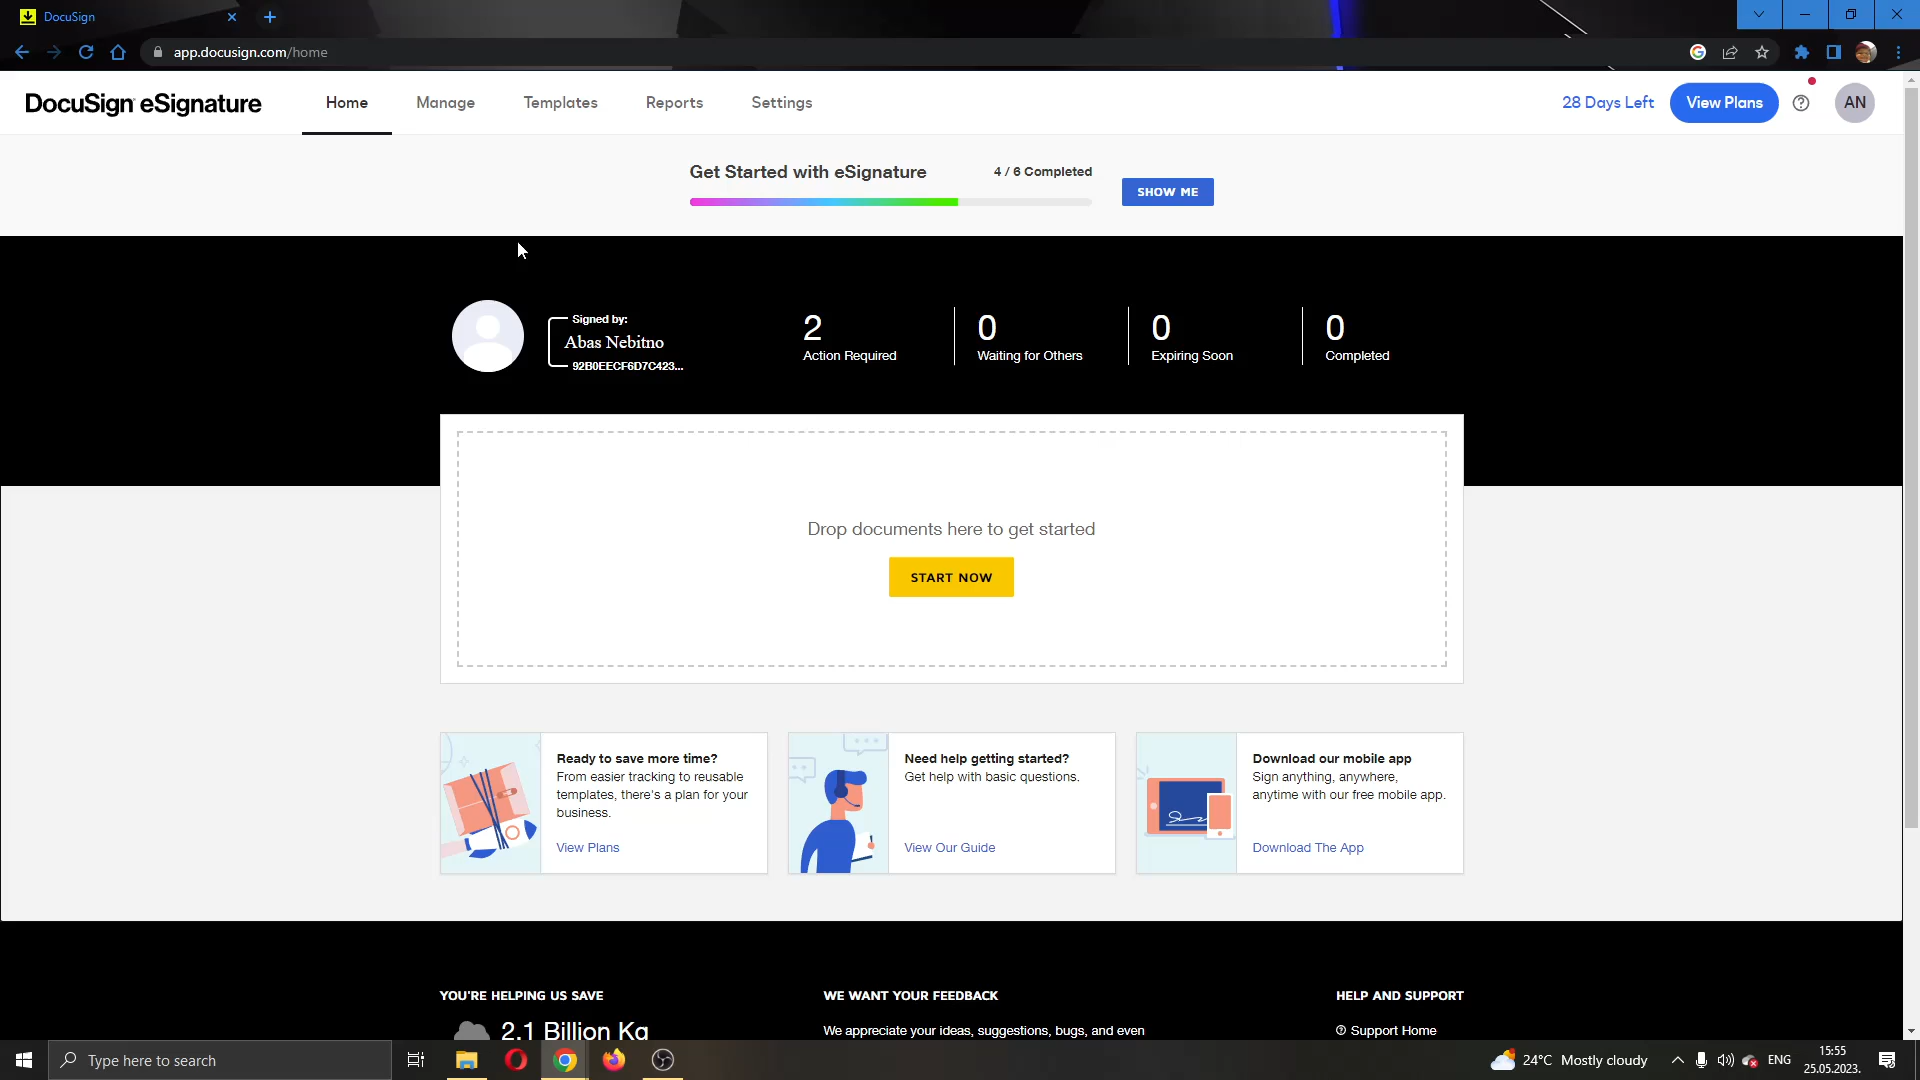 DocuSign
app.docusign.com/home
DocuSign eSignature
Home
Manage
Templates
Reports
Settings
28 Days Left
View Plans
AN
Get Started with eSignature
4 / 6 Completed
SHOW ME
Signed by:
Abas Nebitno
92B0EECF6D7C423...
2
Action Required
0
Waiting for Others
0
Expiring Soon
0
Completed
Drop documents here to get started
START NOW
Ready to save more time?
From easier tracking to reusable
templates, there's a plan for your
business.
View Plans
Need help getting started?
Get help with basic questions.
View Our Guide
Download our mobile app
Sign anything, anywhere,
anytime with our free mobile app.
Download The App
YOU'RE HELPING US SAVE
2.1 Billion Kg
WE WANT YOUR FEEDBACK
We appreciate your ideas, suggestions, bugs, and even
HELP AND SUPPORT
Support Home
Type here to search
24°C Mostly cloudy
ENG
15:55
25.05.2023.